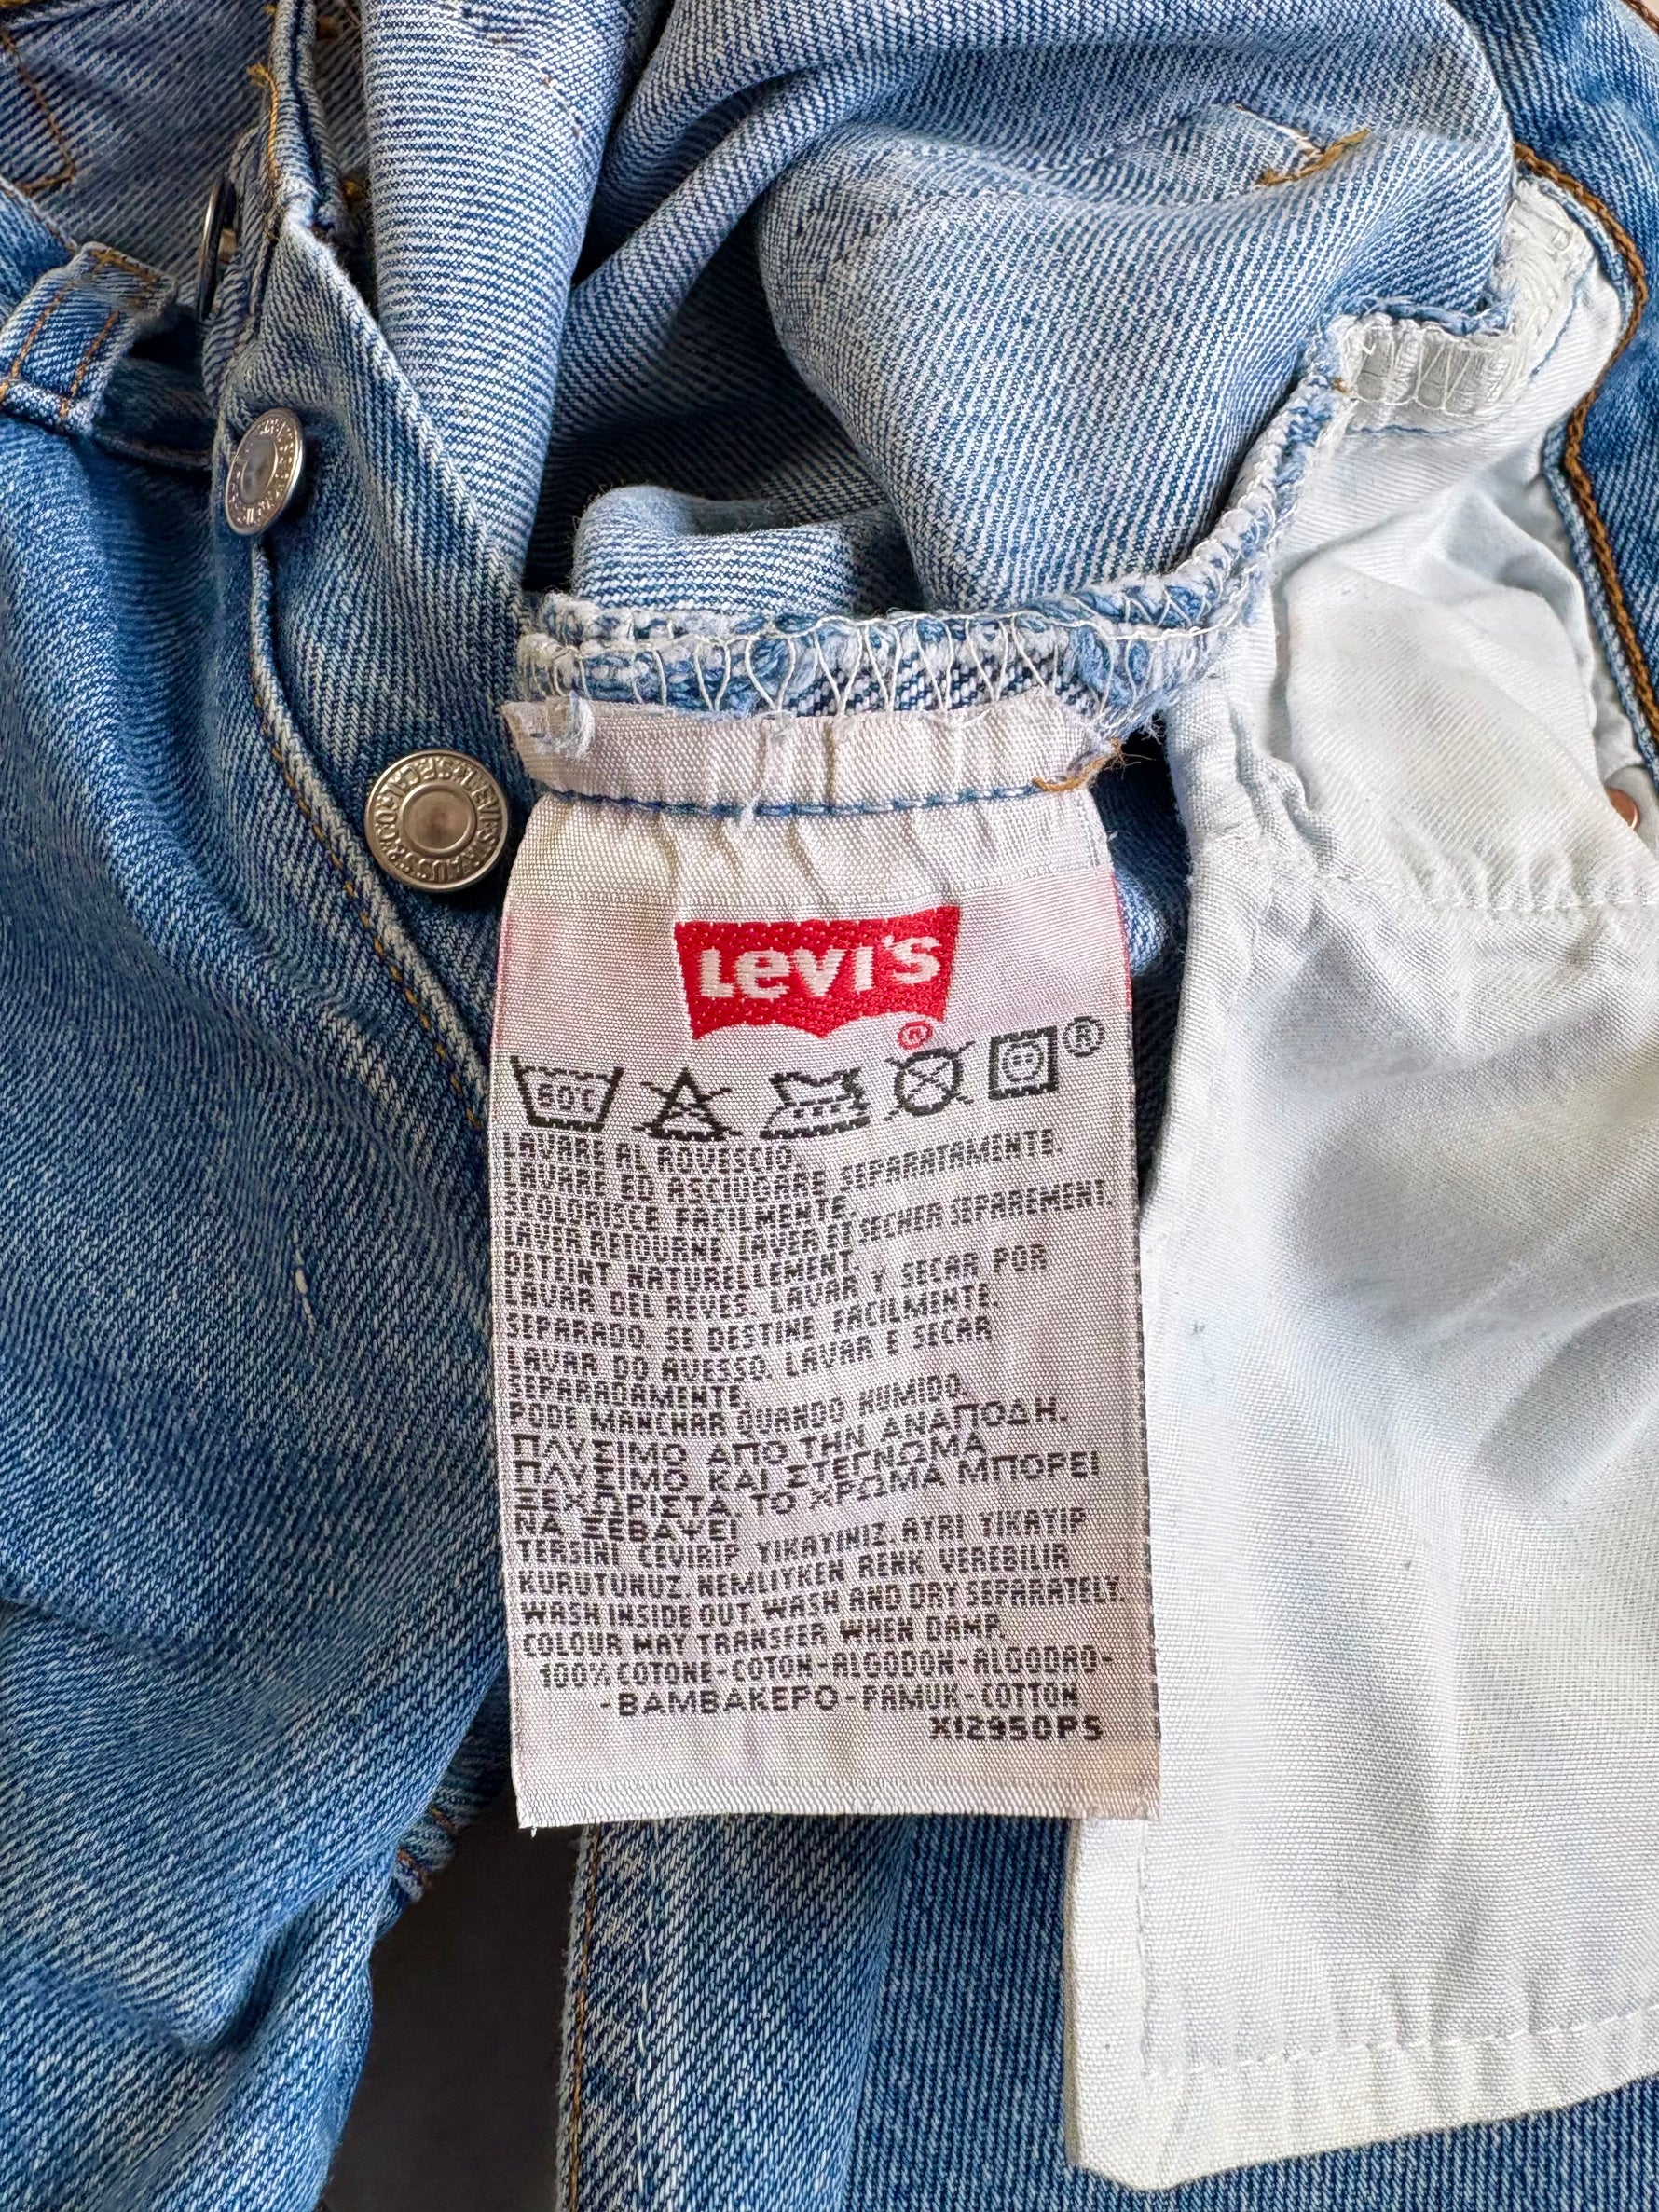 LEVI'S
®
60°C
®
LAVARE AL ROVESCIO.
LAVARE ED ASCIUGARE SEPARATAMENTE.
SCOLORISCE FACILMENTE.
LAVER RETOURNE LAVER ET SECHER SEPAREMENT.
DETEINT NATURELLEMENT.
LAVAR DEL REVES. LAVAR Y SECAR POR
SEPARADO. SE DESTINE FACILMENTE.
LAVAR DO AVESSO. LAVAR E SECAR
SEPARADAMENTE.
PODE MANCHAR QUANDO HUMIDO.
ΠΛΥΣΙΜΟ ΑΠΟ ΤΗΝ ΑΝΑΠΟΔΗ.
ΠΛΥΣΙΜΟ ΚΑΙ ΣΤΕΓΝΩΜΑ
ΞΕΧΩΡΙΣΤΑ. ΤΟ ΧΡΩΜΑ ΜΠΟΡΕΙ
ΝΑ ΞΕΒΑΨΕΙ
TERSINI CEVIRIP YIKAYINIZ. AYRI YIKAYIP
KURUTUNUZ. NEMLIYKEN RENK VEREBILIR
WASH INSIDE OUT. WASH AND DRY SEPARATELY.
COLOUR MAY TRANSFER WHEN DAMP.
100% COTONE-COTON-ALGODON-ALGODAO-
-ΒΑΜΒΑΚΕΡΟ-PAMUK-COTTON
X12950PS